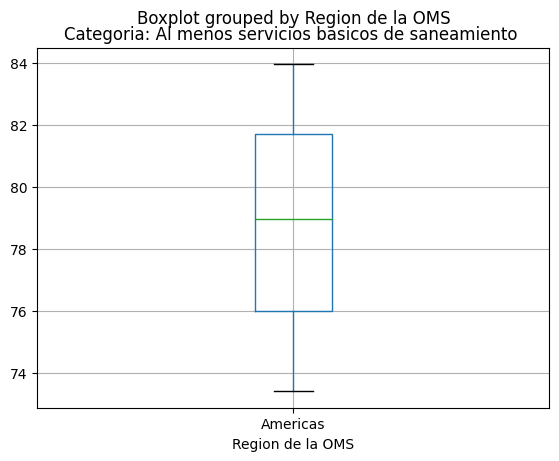 Boxplot grouped by Region de la OMS
Categoria: Al menos servicios basicos de saneamiento
84
82
80
78
76
74
Americas
Region de la OMS